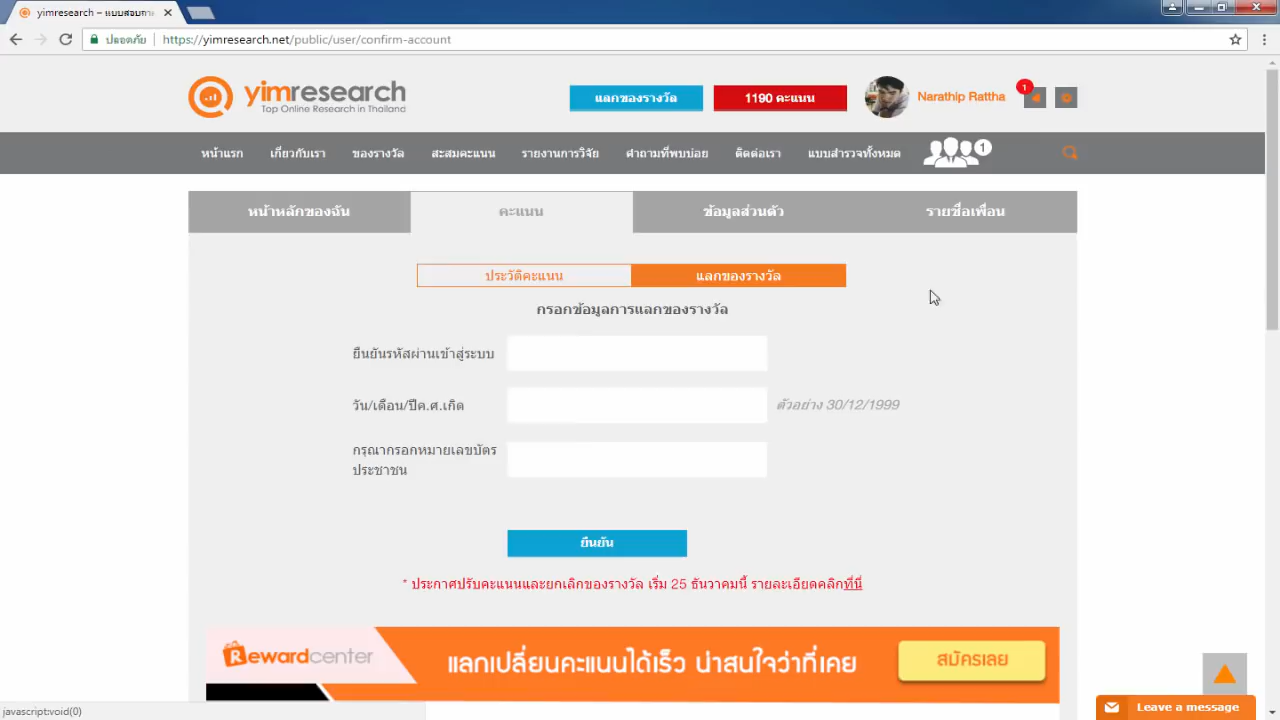 yimresearch – แบบสอบถา
ปลอดภัย https://yimresearch.net/public/user/confirm-account
yimresearch
Top Online Research in Thailand
แลกของรางวัล
1190 คะแนน
Narathip Rattha
1
หน้าแรก เกี่ยวกับเรา ของรางวัล สะสมคะแนน รายงานการวิจัย คำถามที่พบบ่อย ติดต่อเรา แบบสำรวจทั้งหมด 1
หน้าหลักของฉัน คะแนน ข้อมูลส่วนตัว รายชื่อเพื่อน
ประวัติคะแนน แลกของรางวัล
กรอกข้อมูลการแลกของรางวัล
ยืนยันรหัสผ่านเข้าสู่ระบบ
วัน/เดือน/ปีค.ศ.เกิด ตัวอย่าง 30/12/1999
กรุณากรอกหมายเลขบัตร
ประชาชน
ยืนยัน
* ประกาศปรับคะแนนและยกเลิกของรางวัล เริ่ม 25 ธันวาคมนี้ รายละเอียดคลิกที่นี่
Rewardcenter แลกเปลี่ยนคะแนนได้เร็ว น่าสนใจว่าที่เคย สมัครเลย
Leave a message
javascript:void(0)